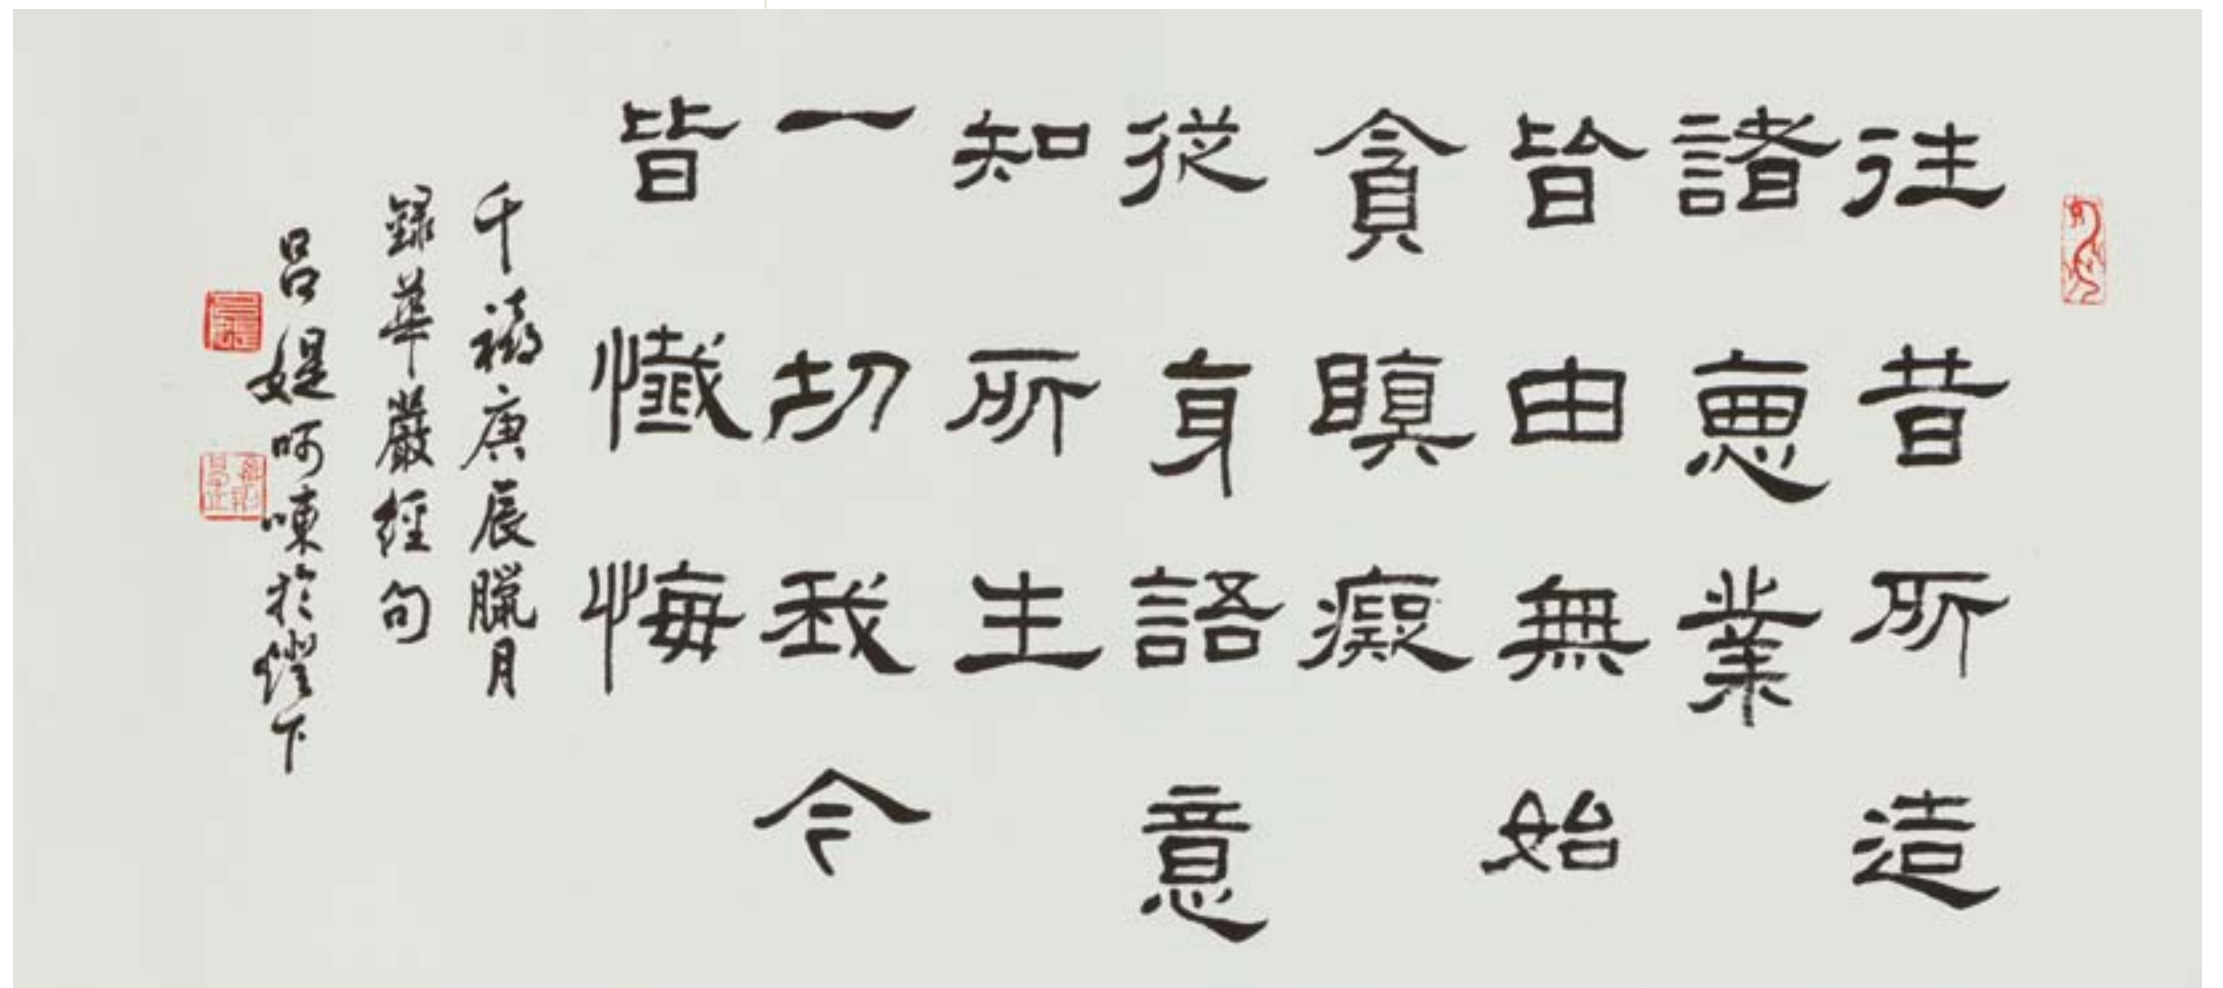 往昔所造
諸惡業
皆由無始
貪瞋癡
從身語意
知所生
一切我今
皆懺悔
千禧庚辰臘月
錄華嚴經句
呂媞呵㖦於燈下